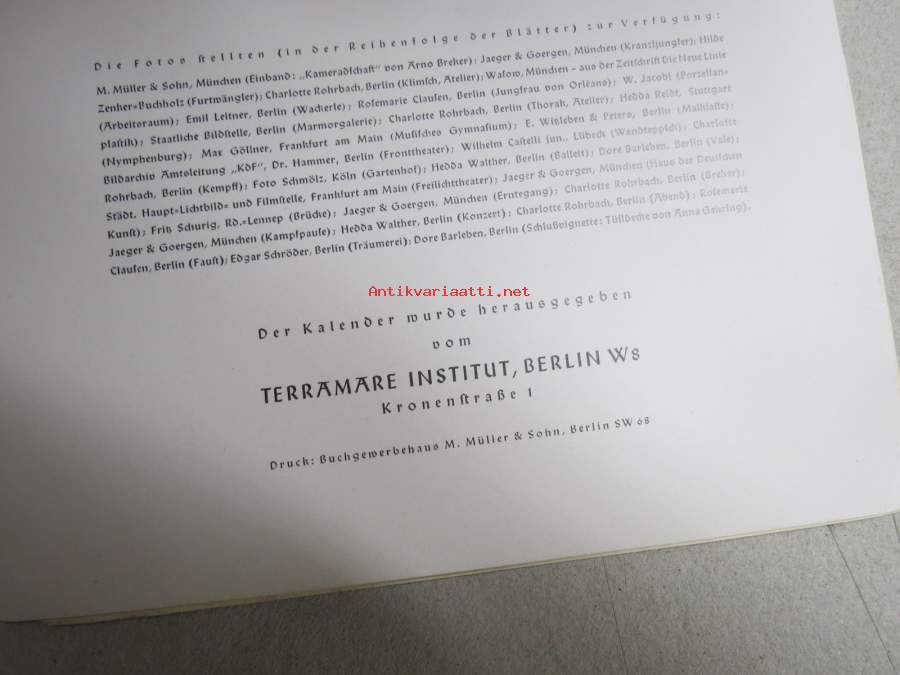 Die Fotos stellten (in der Reihenfolge der Blätter) zur Verfügung:
M. Müller & Sohn, München (Einband: „Kameradschaft“ von Arno Breker); Jaeger & Goergen, München (Kranzljungfer); Hilde
Zenker-Buchholz (Furtwängler); Charlotte Rohrbach, Berlin (Klimsch, Atelier); Wasow, München – aus der Zeitschrift Die Neue Linie
(Arbeitsraum); Emil Leitner, Berlin (Wackerle); Rosemarie Clausen, Berlin (Jungfrau von Orléans); W. Jacobi (Porzellan-
plastik); Staatliche Bildstelle, Berlin (Marmorgalerie); Charlotte Rohrbach, Berlin (Thorak, Atelier); Hedda Reidt, Stuttgart
(Nymphenburg); Max Göllner, Frankfurt am Main (Musisches Gymnasium); E. Witzleben & Peters, Berlin (Malklasse);
Bildarchiv Amtsleitung „KdF“, Dr. Hammer, Berlin (Fronttheater); Wilhelm Castelli jun., Lübeck (Wandteppich); Charlotte
Rohrbach, Berlin (Kempff); Foto Schmölz, Köln (Gartenhof); Hedda Walther, Berlin (Ballett); Dore Barleben, Berlin (Vase);
Städt. Haupt-Lichtbild- und Filmstelle, Frankfurt am Main (Freilichttheater); Jaeger & Goergen, München (Haus der Deutschen
Kunst); Fritz Schurig, Rd.-Lennep (Brücke); Jaeger & Goergen, München (Erntegang); Charlotte Rohrbach, Berlin (Breker);
Jaeger & Goergen, München (Kampfpause); Hedda Walther, Berlin (Konzert); Charlotte Rohrbach, Berlin (Abend); Rosemarie
Clausen, Berlin (Faust); Edgar Schröder, Berlin (Träumerei); Dore Barleben, Berlin (Schlußvignette: Tülldecke von Anna Gehring).
Antikvariaatti.net
Der Kalender wurde herausgegeben
vom
TERRAMARE INSTITUT, BERLIN W8
Kronenstraße 1
Druck: Buchgewerbehaus M. Müller & Sohn, Berlin SW 68